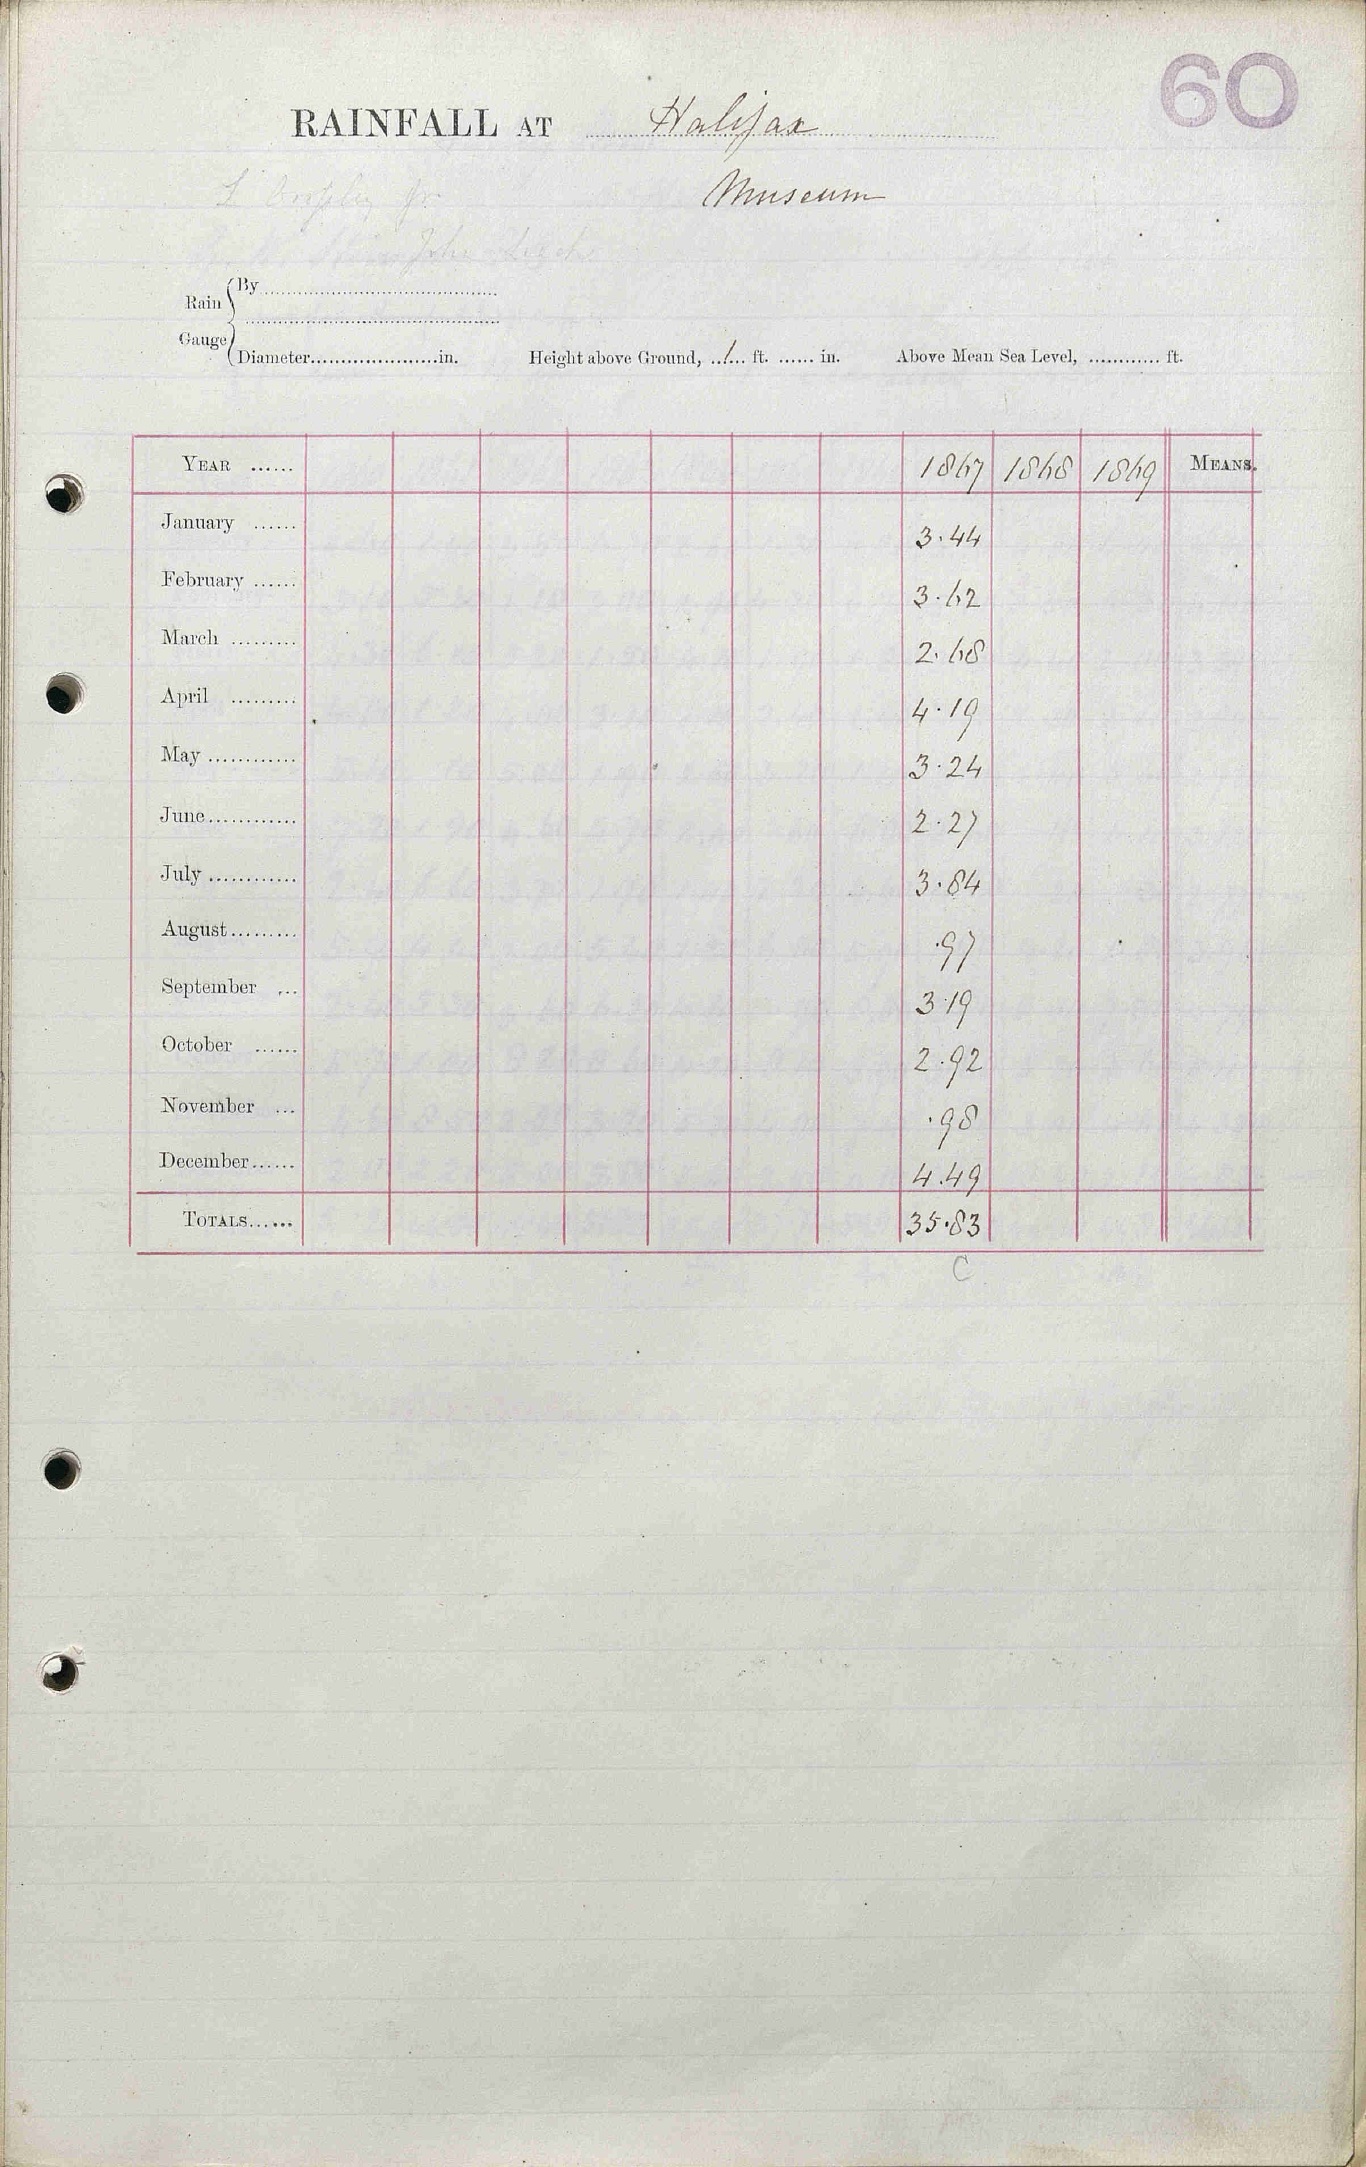 60
RAINFALL AT Halifax
Museum
Rain Gauge
By
Diameter in. Height above Ground, 1 ft. in. Above Mean Sea Level, ft.
YEAR 1867 1868 1869 MEANS.
January 3.44
February 3.62
March 2.68
April 4.19
May 3.24
June 2.27
July 3.84
August .97
September 3.19
October 2.92
November .98
December 4.49
TOTALS 35.83
C